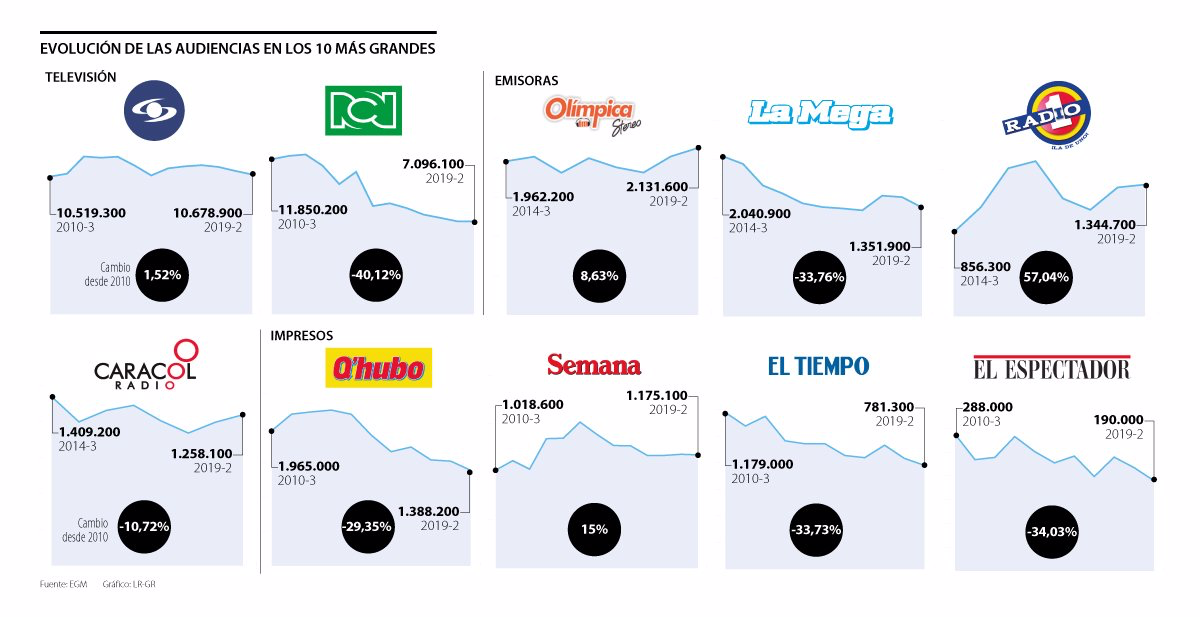 EVOLUCIÓN DE LAS AUDIENCIAS EN LOS 10 MÁS GRANDES
TELEVISIÓN
10.519.300
2010-3
10.678.900
2019-2
Cambio
desde 2010
1,52%
RCN
11.850.200
2010-3
7.096.100
2019-2
-40,12%
EMISORAS
Olímpica
Stereo
1.962.200
2014-3
2.131.600
2019-2
8,63%
La Mega
2.040.900
2014-3
1.351.900
2019-2
-33,76%
RADIO
1
856.300
2014-3
1.344.700
2019-2
57,04%
CARACOL
RADIO
1.409.200
2014-3
1.258.100
2019-2
Cambio
desde 2010
-10,72%
IMPRESOS
Q'hubo
1.965.000
2010-3
1.388.200
2019-2
-29,35%
Semana
1.018.600
2010-3
1.175.100
2019-2
15%
EL TIEMPO
1.179.000
2010-3
781.300
2019-2
-33,73%
EL ESPECTADOR
288.000
2010-3
190.000
2019-2
-34,03%
Fuente: EGM
Gráfico: LR-GR